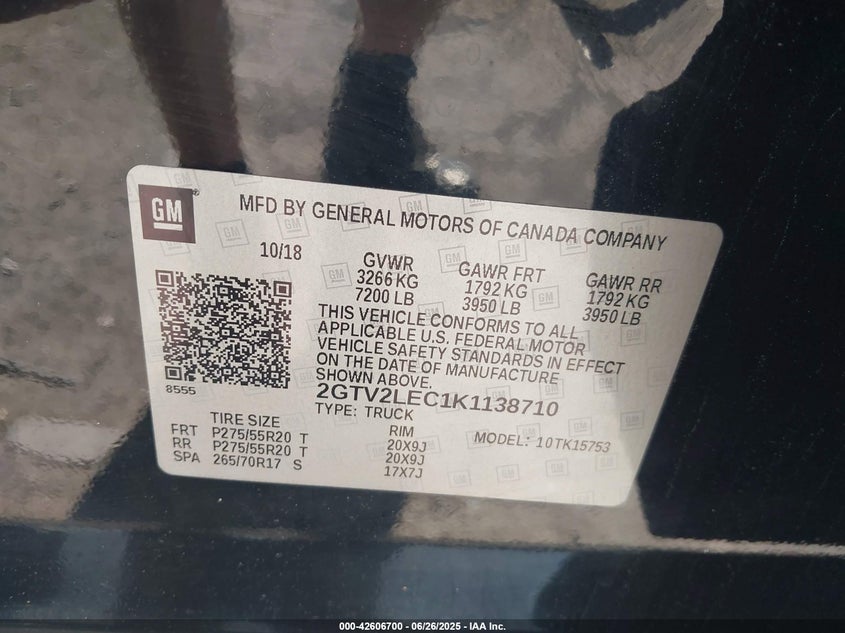 GM
MFD BY GENERAL MOTORS OF CANADA COMPANY
10/18
GVWR
3266 KG
7200 LB
GAWR FRT
1792 KG
3950 LB
GAWR RR
1792 KG
3950 LB
THIS VEHICLE CONFORMS TO ALL
APPLICABLE U.S. FEDERAL MOTOR
VEHICLE SAFETY STANDARDS IN EFFECT
ON THE DATE OF MANUFACTURE
SHOWN ABOVE.
2GTV2LEC1K1138710
TYPE: TRUCK
8555
TIRE SIZE RIM MODEL: 10TK15753
FRT P275/55R20 T 20X9J
RR P275/55R20 T 20X9J
SPA 265/70R17 S 17X7J
000-42606700 - 06/26/2025 - IAA Inc.